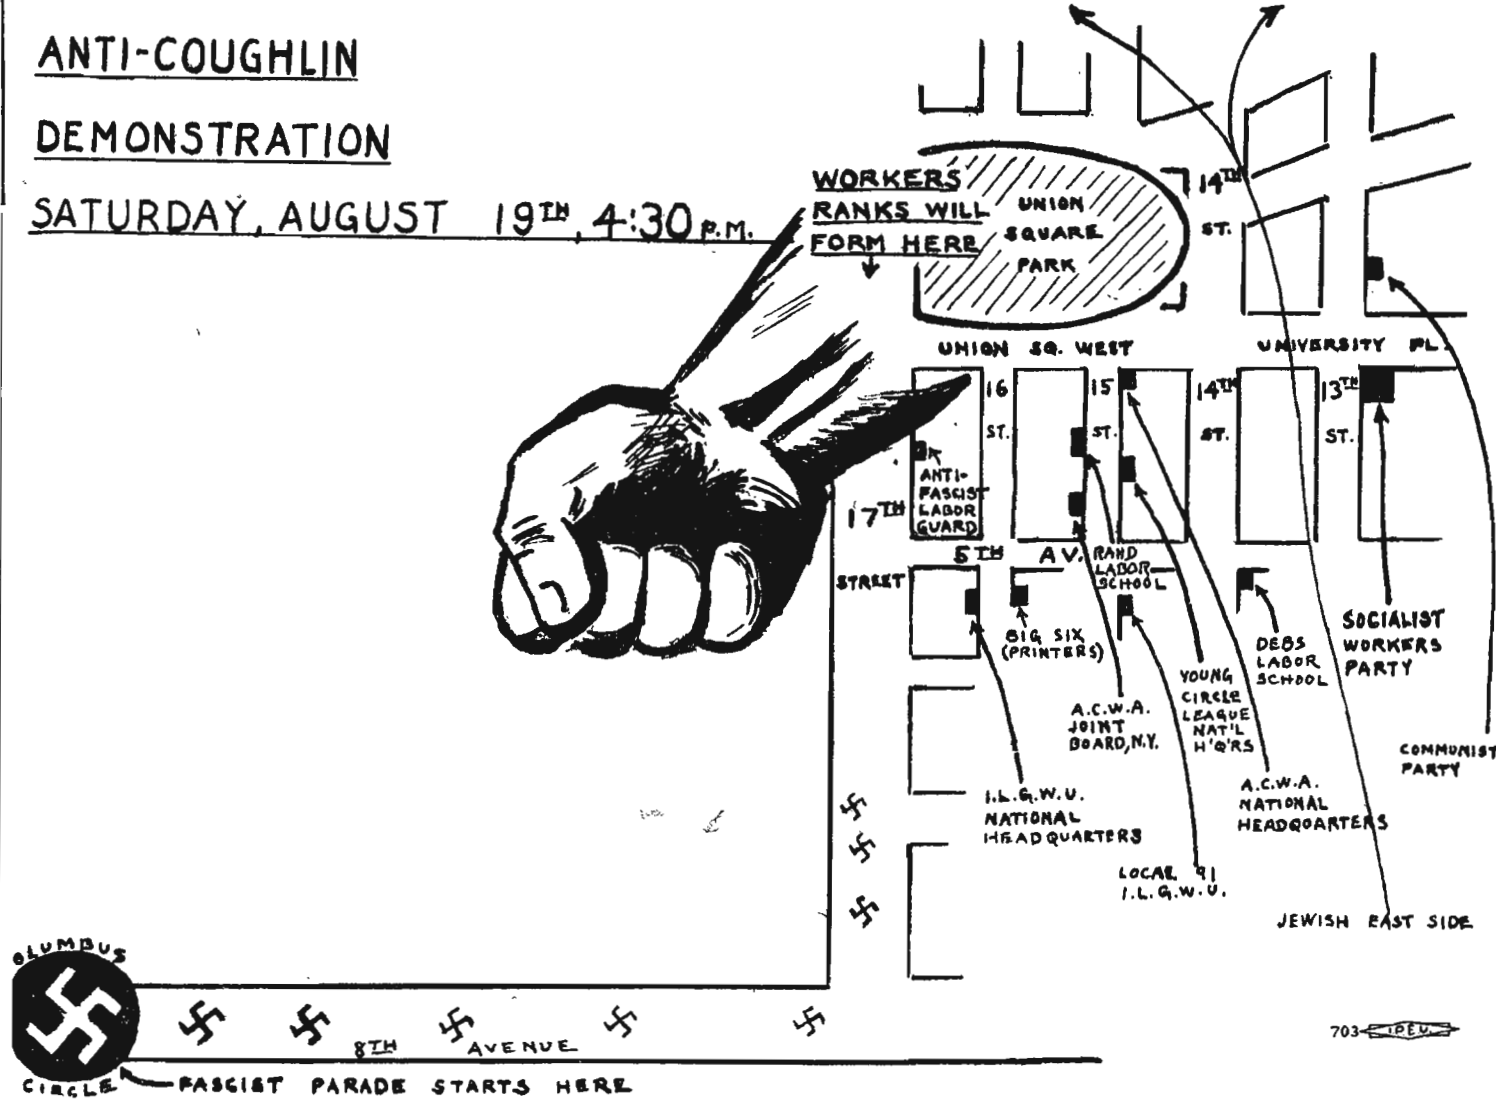 ANTI-COUGHLIN
DEMONSTRATION
SATURDAY, AUGUST 19TH, 4:30 P.M.
WORKERS
RANKS WILL
FORM HERE
UNION
SQUARE
PARK
14TH
ST.
UNION SQ. WEST
UNIVERSITY PL.
16
ST.
15
ST.
14TH
ST.
13TH
ST.
ANTI-
FASCIST
LABOR
GUARD
17TH
STREET
5TH AV.
RAND
LABOR
SCHOOL
BIG SIX
(PRINTERS)
DEBS
LABOR
SCHOOL
SOCIALIST
WORKERS
PARTY
YOUNG
CIRCLE
LEAGUE
NAT'L
H'Q'RS
A.C.W.A.
JOINT
BOARD, N.Y.
COMMUNIST
PARTY
I.L.G.W.U.
NATIONAL
HEADQUARTERS
A.C.W.A.
NATIONAL
HEADQOARTERS
LOCAL 91
I.L.G.W.U.
JEWISH EAST SIDE
OLUMBUS
CIRCLE
8TH AVENUE
FASCIST PARADE STARTS HERE
703
I.P.E.U.